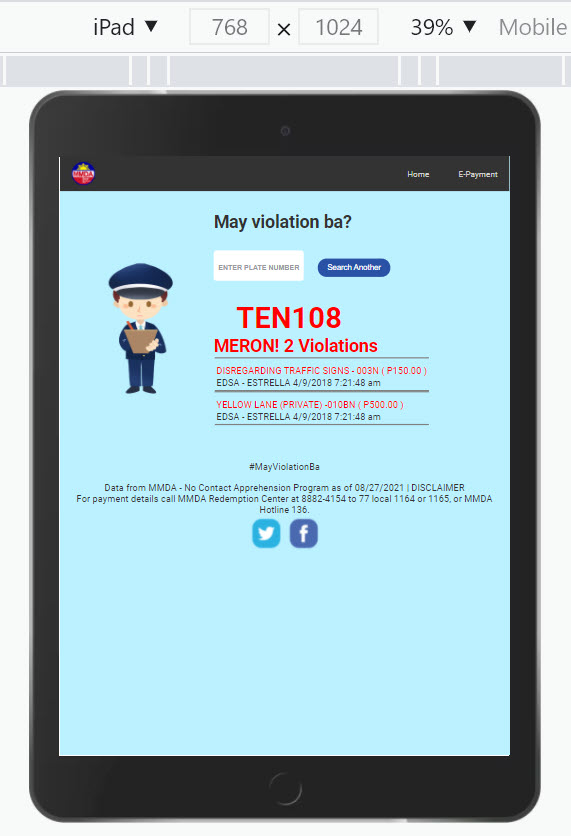 iPad ▼ 768 × 1024 39% ▼ Mobile
MMDA
Home E-Payment
May violation ba?
ENTER PLATE NUMBER Search Another
TEN108
MERON! 2 Violations
DISREGARDING TRAFFIC SIGNS - 003N ( P150.00 )
EDSA - ESTRELLA 4/9/2018 7:21:48 am
YELLOW LANE (PRIVATE) -010BN ( P500.00 )
EDSA - ESTRELLA 4/9/2018 7:21:48 am
#MayViolationBa
Data from MMDA - No Contact Apprehension Program as of 08/27/2021 | DISCLAIMER
For payment details call MMDA Redemption Center at 8882-4154 to 77 local 1164 or 1165, or MMDA
Hotline 136.